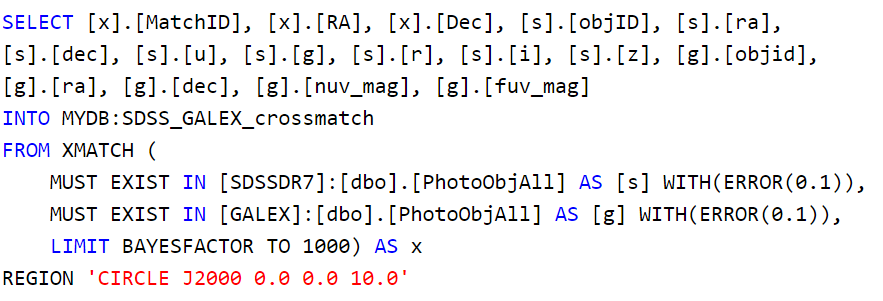 SELECT [x].[MatchID], [x].[RA], [x].[Dec], [s].[objID], [s].[ra],
[s].[dec], [s].[u], [s].[g], [s].[r], [s].[i], [s].[z], [g].[objid],
[g].[ra], [g].[dec], [g].[nuv_mag], [g].[fuv_mag]
INTO MYDB:SDSS_GALEX_crossmatch
FROM XMATCH (
    MUST EXIST IN [SDSSDR7]:[dbo].[PhotoObjAll] AS [s] WITH(ERROR(0.1)),
    MUST EXIST IN [GALEX]:[dbo].[PhotoObjAll] AS [g] WITH(ERROR(0.1)),
    LIMIT BAYESFACTOR TO 1000) AS x
REGION 'CIRCLE J2000 0.0 0.0 10.0'